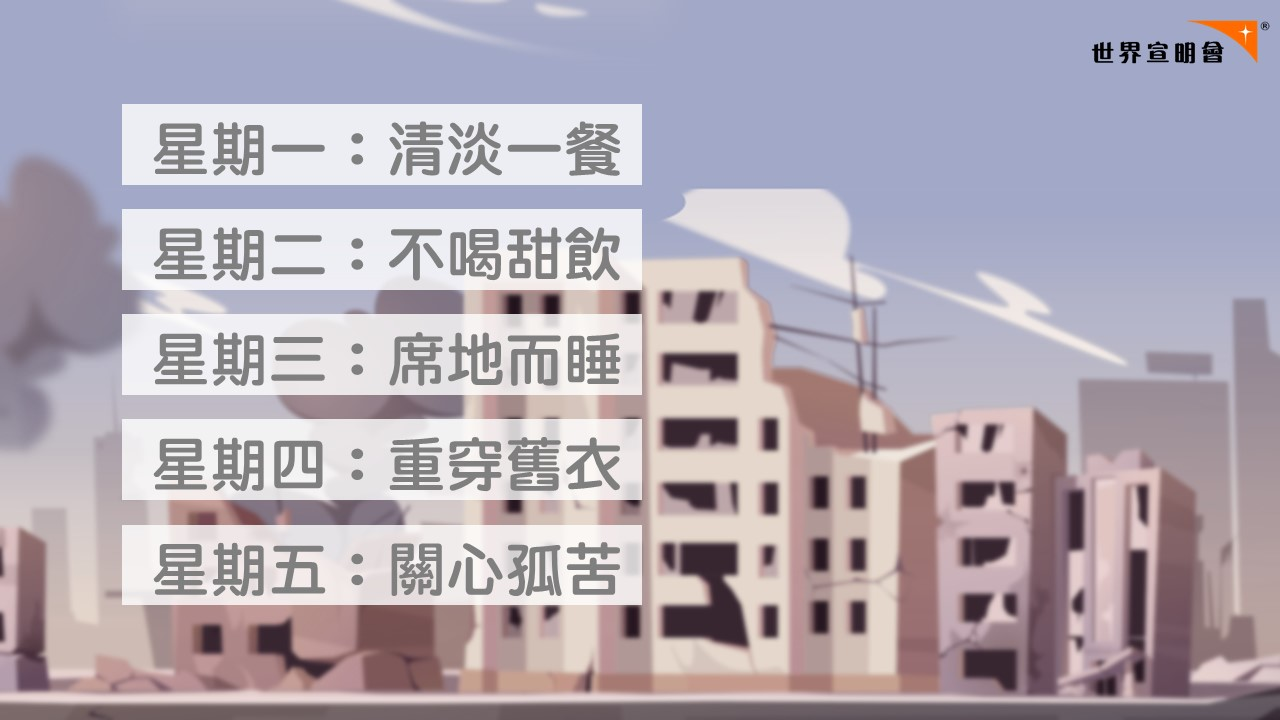 世界宣明會®
星期一：清淡一餐
星期二：不喝甜飲
星期三：席地而睡
星期四：重穿舊衣
星期五：關心孤苦